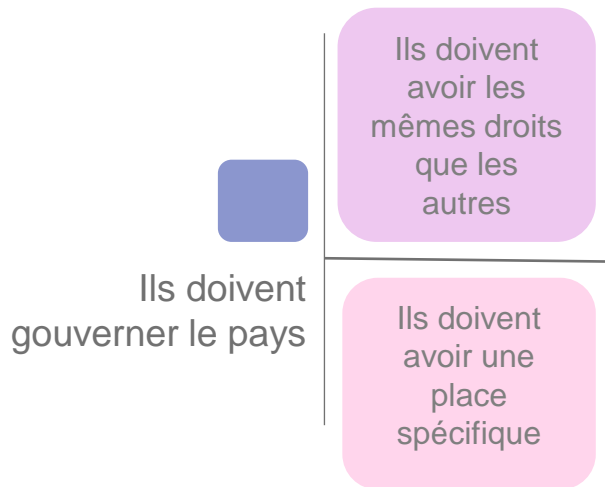 Ils doivent
avoir les
mêmes droits
que les
autres
Ils doivent
gouverner le pays
Ils doivent
avoir une
place
spécifique